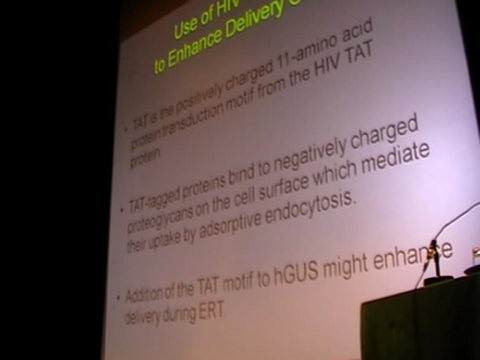 Use of HIV
to Enhance Delivery
• TAT is the positively charged 11-amino acid
protein transduction motif from the HIV TAT
protein.
• TAT-tagged proteins bind to negatively charged
proteoglycans on the cell surface which mediate
their uptake by adsorptive endocytosis.
• Addition of the TAT motif to hGUS might enhance
delivery during ERT.